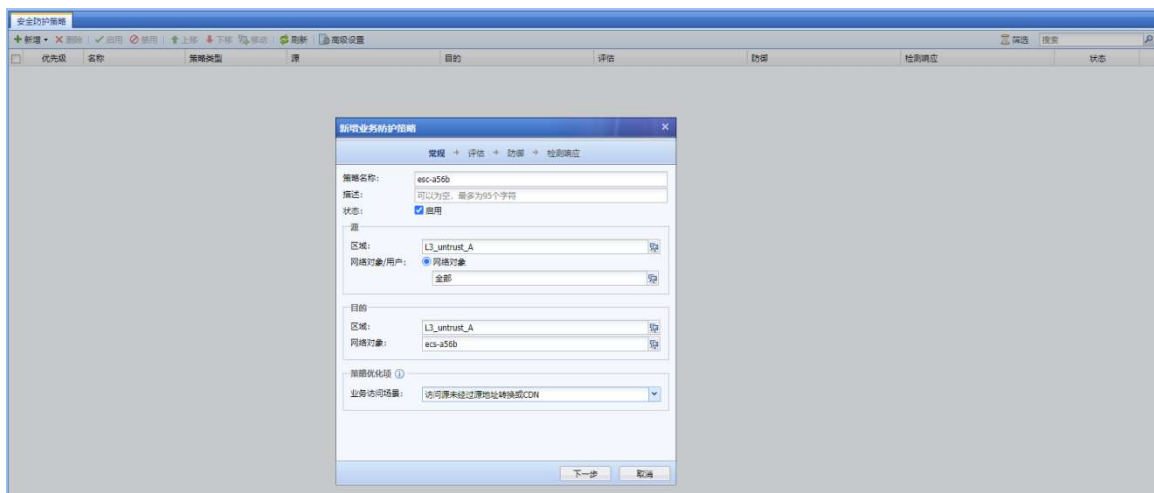 安全防护策略
新增 删除 启用 禁用 上移 下移 移动 刷新 高级设置 筛选 搜索
优先级 名称 策略类型 源 目的 评估 防御 检测响应 状态
新增业务防护策略
常规 → 评估 → 防御 → 检测响应
策略名称: esc-a56b
描述: 可以为空，最多为95个字符
状态: 启用
源
区域: L3_untrust_A
网络对象/用户: 网络对象
全部
目的
区域: L3_untrust_A
网络对象: ecs-a56b
策略优化项
业务访问场景: 访问源未经过源地址转换或CDN
下一步 取消